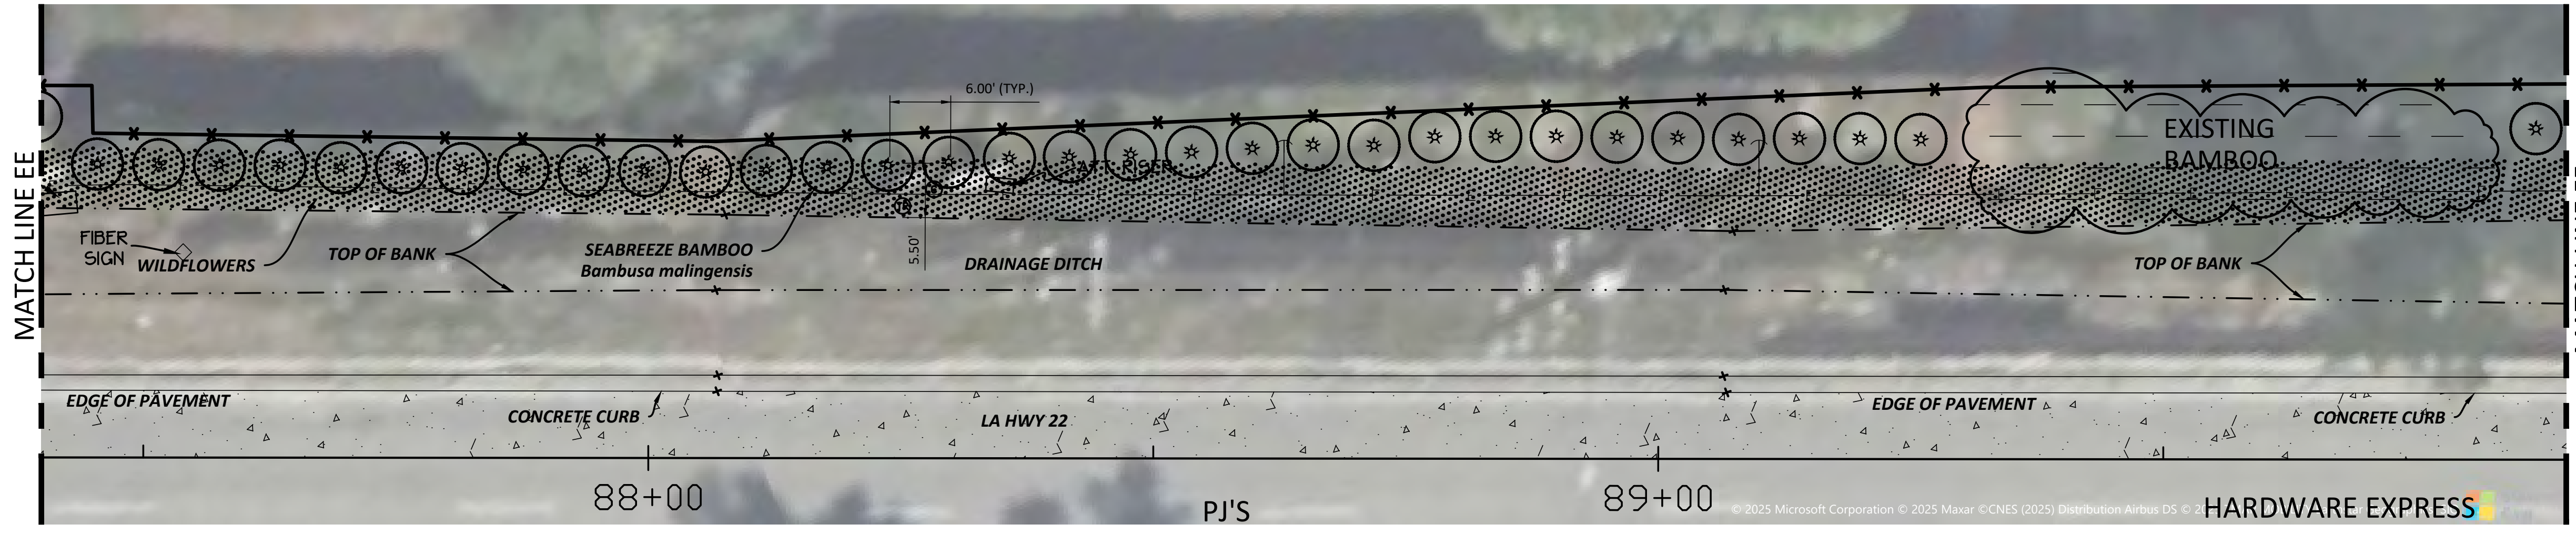 6.00' (TYP.)
MATCH LINE EE
EXISTING
BAMBOO
ATT RISER
FIBER
SIGN
WILDFLOWERS
TOP OF BANK
SEABREEZE BAMBOO
Bambusa malingensis
5.50'
DRAINAGE DITCH
TOP OF BANK
EDGE OF PAVEMENT
CONCRETE CURB
LA HWY 22
EDGE OF PAVEMENT
CONCRETE CURB
88+00
PJ'S
89+00
HARDWARE EXPRESS
© 2025 Microsoft Corporation © 2025 Maxar ©CNES (2025) Distribution Airbus DS